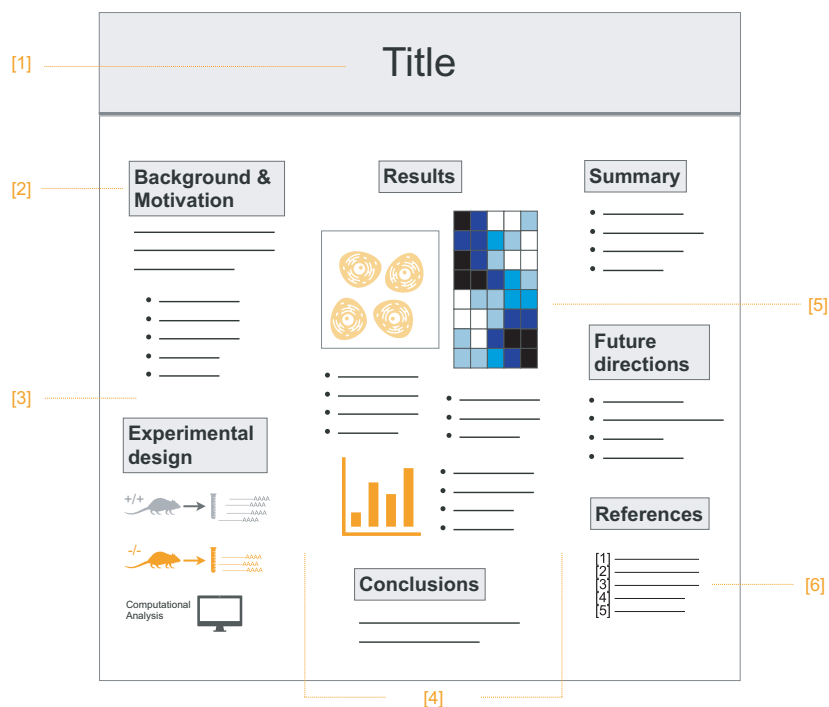 [1]
Title
[2]
Background &
Motivation
[3]
Experimental
design
+/+
AAAA
AAAA
AAAA
AAAA
-/-
AAAA
AAAA
AAAA
Computational
Analysis
Results
Conclusions
[4]
Summary
[5]
Future
directions
References
[1]
[2]
[3]
[4]
[5]
[6]